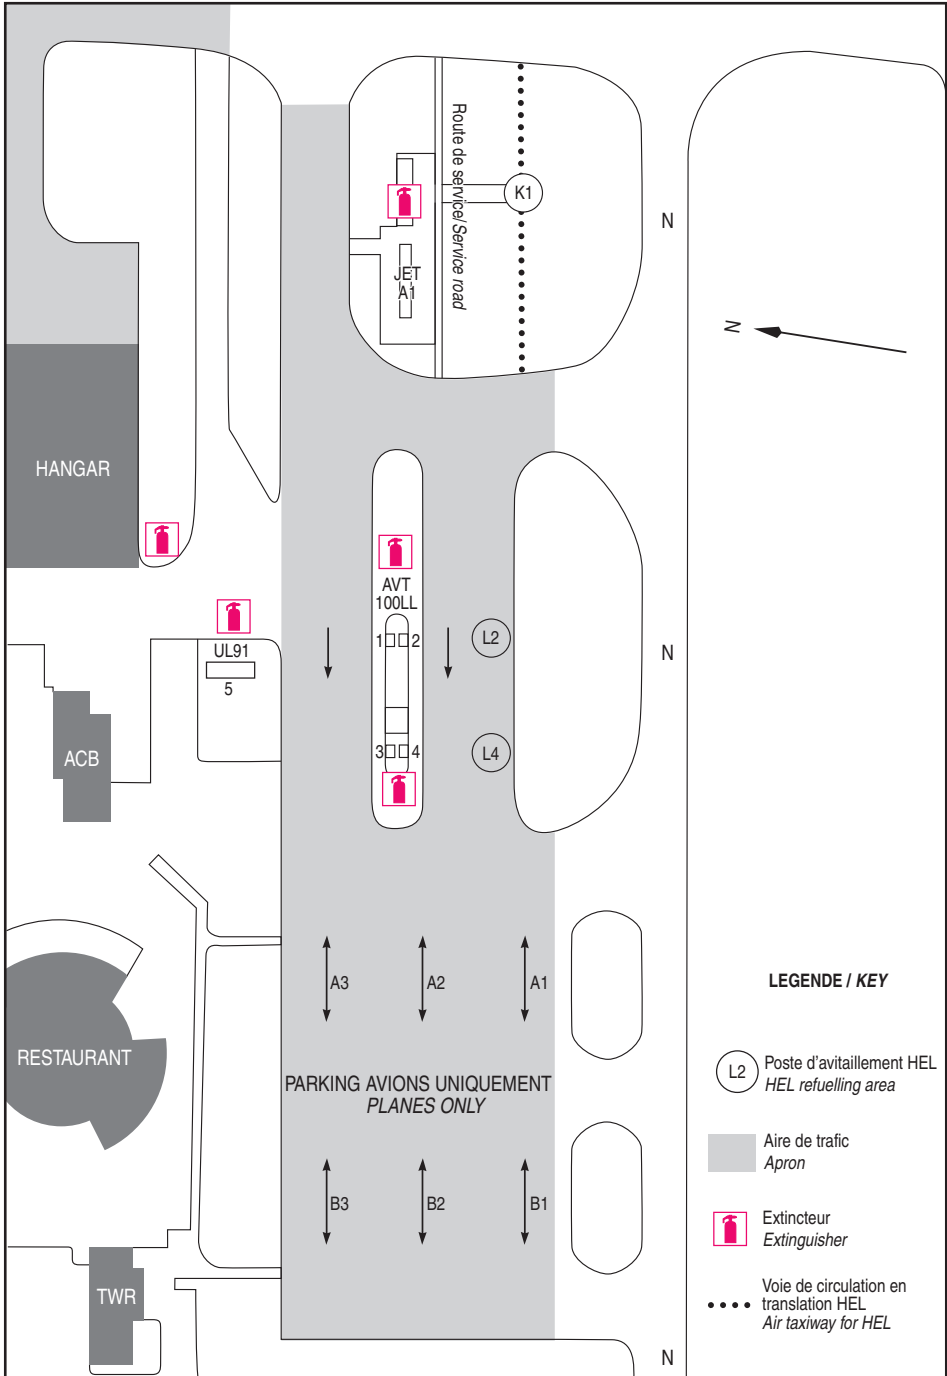 Route de service/Service road
K1
N
JET
A1
N
HANGAR
AVT
100LL
1
2
L2
UL91
5
N
3
4
L4
ACB
A3
A2
A1
LEGENDE / KEY
RESTAURANT
L2
Poste d'avitaillement HEL
HEL refuelling area
PARKING AVIONS UNIQUEMENT
PLANES ONLY
Aire de trafic
Apron
B3
B2
B1
Extincteur
Extinguisher
TWR
Voie de circulation en
translation HEL
Air taxiway for HEL
N